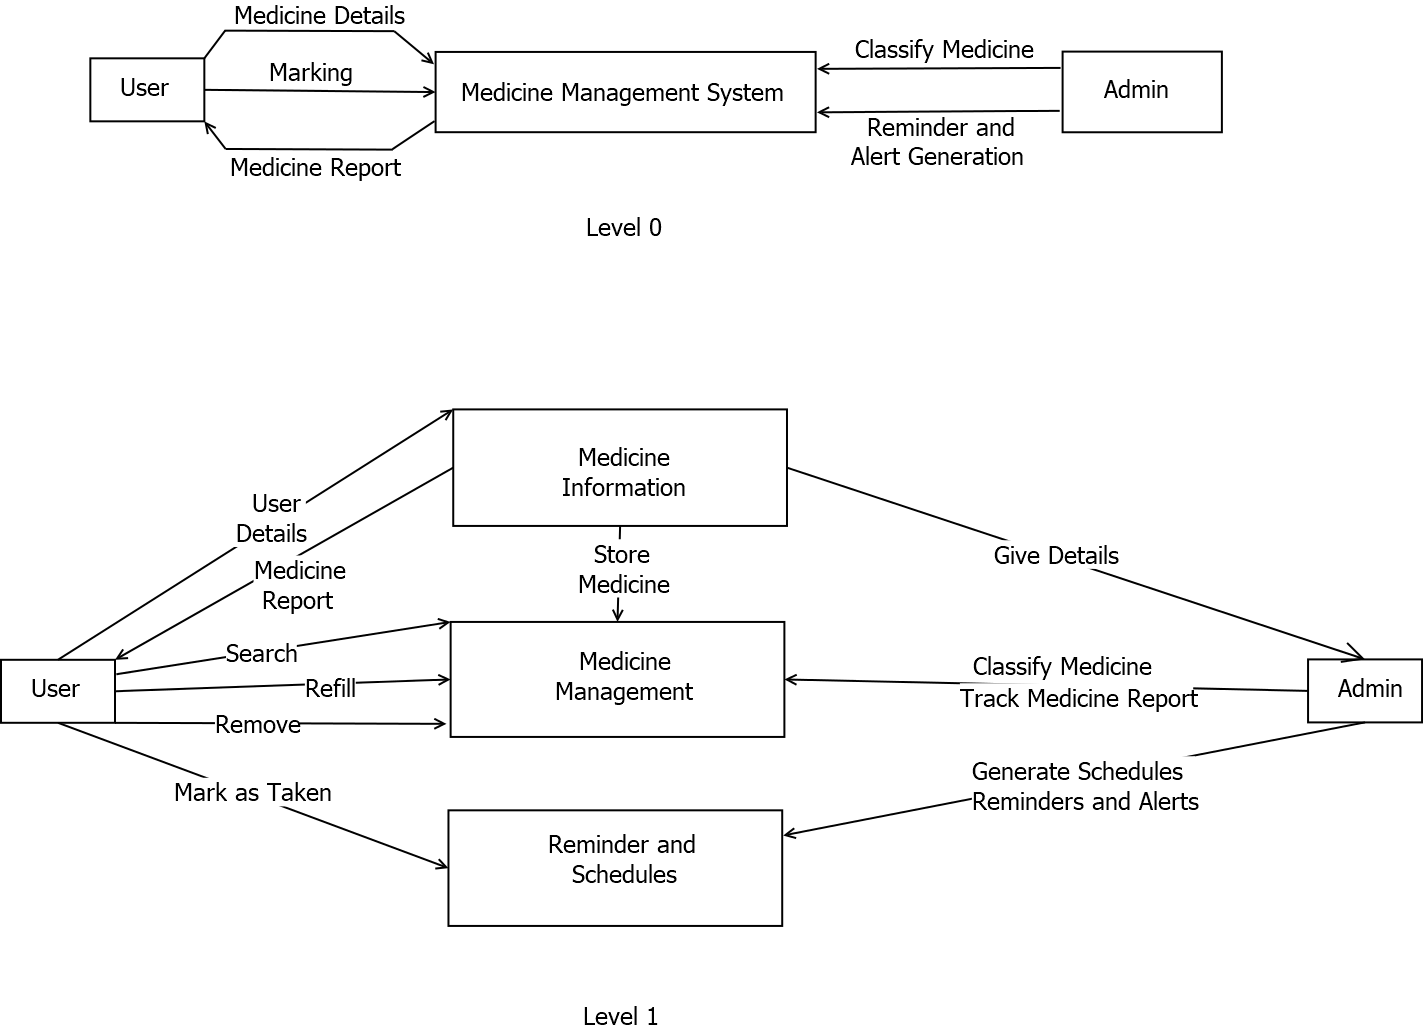 Medicine Details
Marking
Medicine Report
User
Medicine Management System
Classify Medicine
Reminder and
Alert Generation
Admin
Level 0
User
Details
Medicine
Report
Medicine
Information
Store
Medicine
Give Details
Search
Refill
Remove
User
Medicine
Management
Classify Medicine
Track Medicine Report
Admin
Mark as Taken
Generate Schedules
Reminders and Alerts
Reminder and
Schedules
Level 1